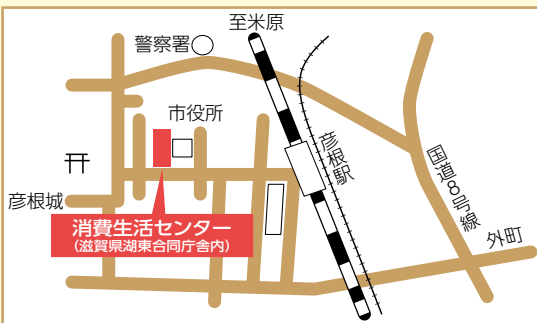 至米原
警察署
市役所
彦根駅
国道8号線
彦根城
消費生活センター
(滋賀県湖東合同庁舎内)
外町